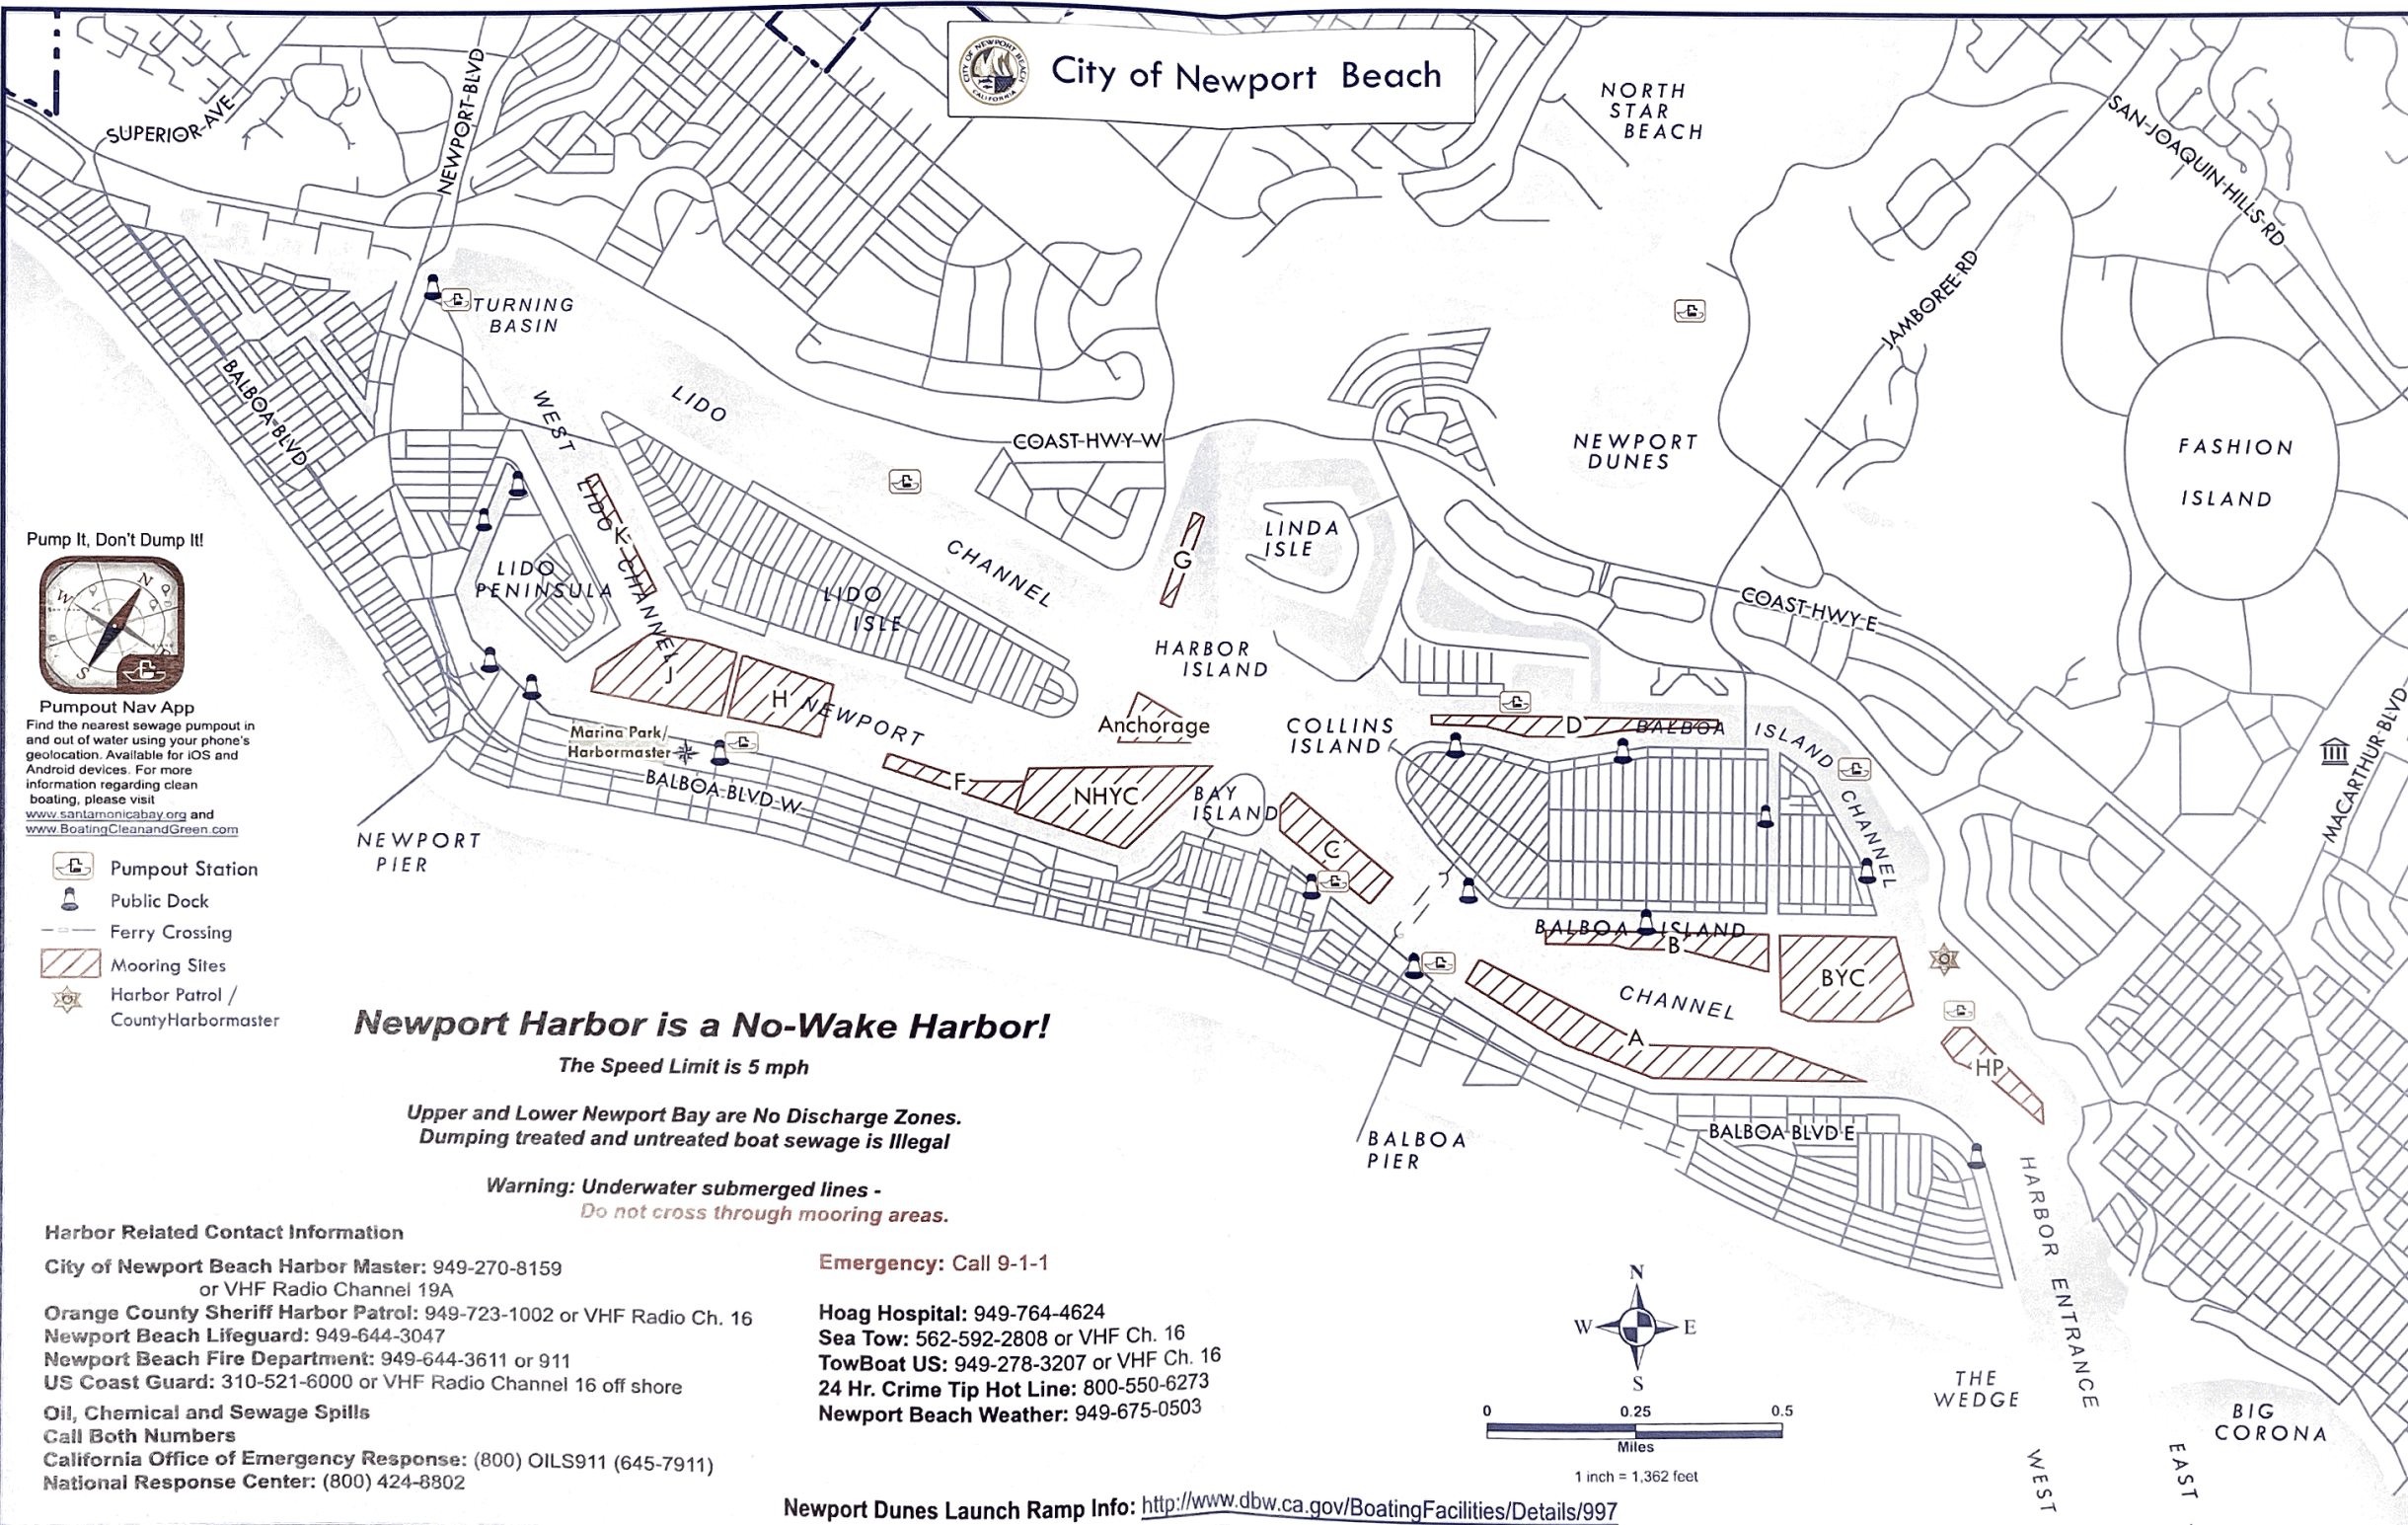 City of Newport Beach
CITY OF NEWPORT BEACH
CALIFORNIA
SUPERIOR-AVE
NEWPORT-BLVD
NORTH
STAR
BEACH
SAN-JOAQUIN-HILLS-RD
JAMBOREE-RD
TURNING
BASIN
BALBOA-BLVD
WEST
LIDO
CHANNEL
LIDO
CHANNEL
COAST-HWY-W
NEWPORT
DUNES
FASHION
ISLAND
LINDA
ISLE
K
G
LIDO
PENINSULA
LIDO
ISLE
COAST-HWY-E
HARBOR
ISLAND
J
H
NEWPORT
Anchorage
COLLINS
ISLAND
D
BALBOA
ISLAND
CHANNEL
Marina Park/
Harbormaster
BALBOA-BLVD-W
F
NHYC
BAY
ISLAND
C
MACARTHUR-BLVD
NEWPORT
PIER
BALBOA ISLAND
B
BYC
CHANNEL
A
HP
BALBOA
PIER
BALBOA-BLVD E
HARBOR ENTRANCE
THE
WEDGE
BIG
CORONA
WEST
EAST
Pump It, Don't Dump It!
N
W
S
Pumpout Nav App
Find the nearest sewage pumpout in
and out of water using your phone's
geolocation. Available for iOS and
Android devices. For more
information regarding clean
boating, please visit
www.santamonicabay.org and
www.BoatingCleanandGreen.com
Pumpout Station
Public Dock
Ferry Crossing
Mooring Sites
Harbor Patrol /
CountyHarbormaster
Newport Harbor is a No-Wake Harbor!
The Speed Limit is 5 mph
Upper and Lower Newport Bay are No Discharge Zones.
Dumping treated and untreated boat sewage is Illegal
Warning: Underwater submerged lines -
Do not cross through mooring areas.
Harbor Related Contact Information
City of Newport Beach Harbor Master: 949-270-8159
or VHF Radio Channel 19A
Orange County Sheriff Harbor Patrol: 949-723-1002 or VHF Radio Ch. 16
Newport Beach Lifeguard: 949-644-3047
Newport Beach Fire Department: 949-644-3611 or 911
US Coast Guard: 310-521-6000 or VHF Radio Channel 16 off shore
Oil, Chemical and Sewage Spills
Call Both Numbers
California Office of Emergency Response: (800) OILS911 (645-7911)
National Response Center: (800) 424-8802
Emergency: Call 9-1-1
Hoag Hospital: 949-764-4624
Sea Tow: 562-592-2808 or VHF Ch. 16
TowBoat US: 949-278-3207 or VHF Ch. 16
24 Hr. Crime Tip Hot Line: 800-550-6273
Newport Beach Weather: 949-675-0503
N
W E
S
0 0.25 0.5
Miles
1 inch = 1,362 feet
Newport Dunes Launch Ramp Info: http://www.dbw.ca.gov/BoatingFacilities/Details/997